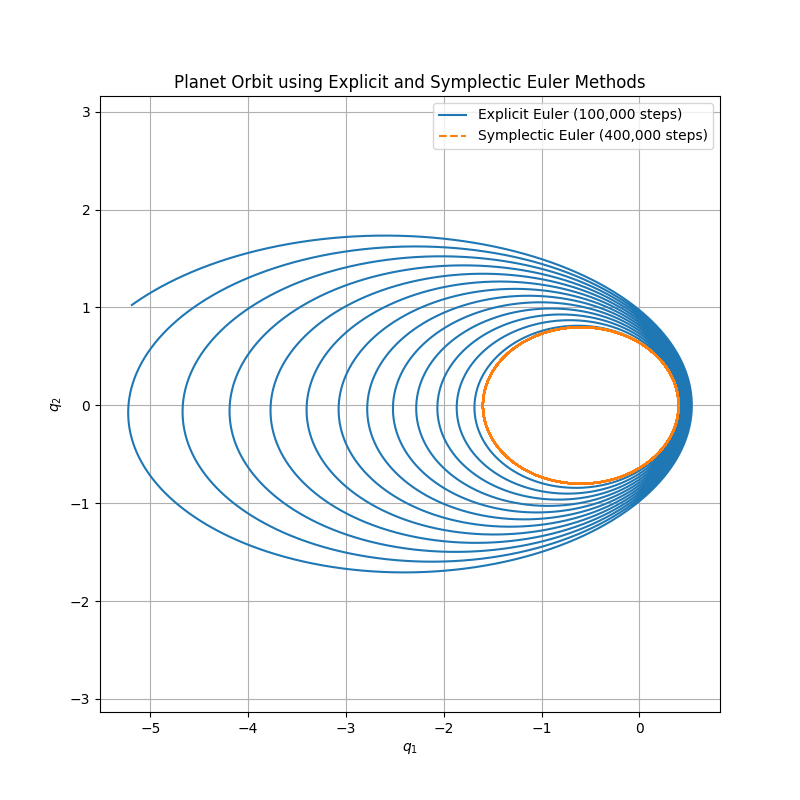 Planet Orbit using Explicit and Symplectic Euler Methods
Explicit Euler (100,000 steps)
Symplectic Euler (400,000 steps)
3
2
1
0
−1
−2
−3
q₂
−5 −4 −3 −2 −1 0
q₁